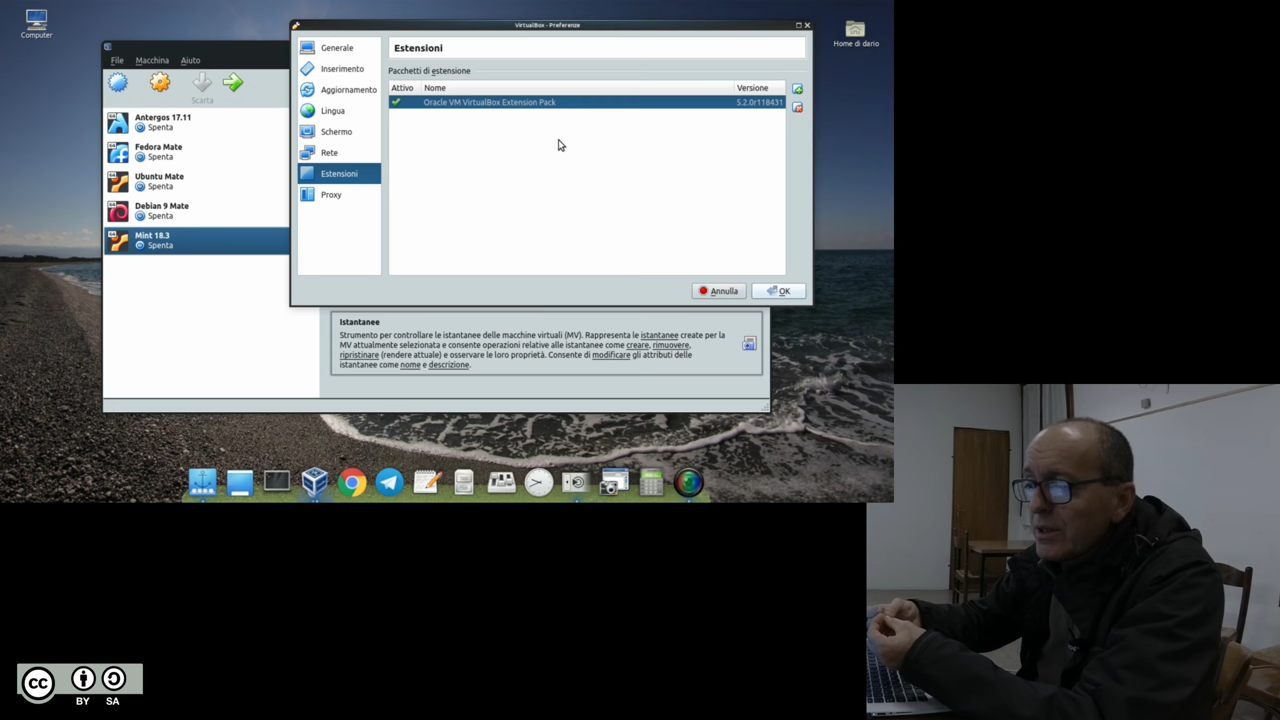 Computer
Home di dario
VirtualBox - Preferenze
File Macchina Aiuto
Scarta
Antergos 17.11
Spenta
Fedora Mate
Spenta
Ubuntu Mate
Spenta
Debian 9 Mate
Spenta
Mint 18.3
Spenta
Generale
Inserimento
Aggiornamento
Lingua
Schermo
Rete
Estensioni
Proxy
Estensioni
Pacchetti di estensione
Attivo Nome Versione
Oracle VM VirtualBox Extension Pack 5.2.0r118431
Annulla OK
Istantanee
Strumento per controllare le istantanee delle macchine virtuali (MV). Rappresenta le istantanee create per la
MV attualmente selezionata e consente operazioni relative alle istantanee come creare, rimuovere,
ripristinare (rendere attuale) e osservare le loro proprietà. Consente di modificare gli attributi delle
istantanee come nome e descrizione.
cc
BY SA